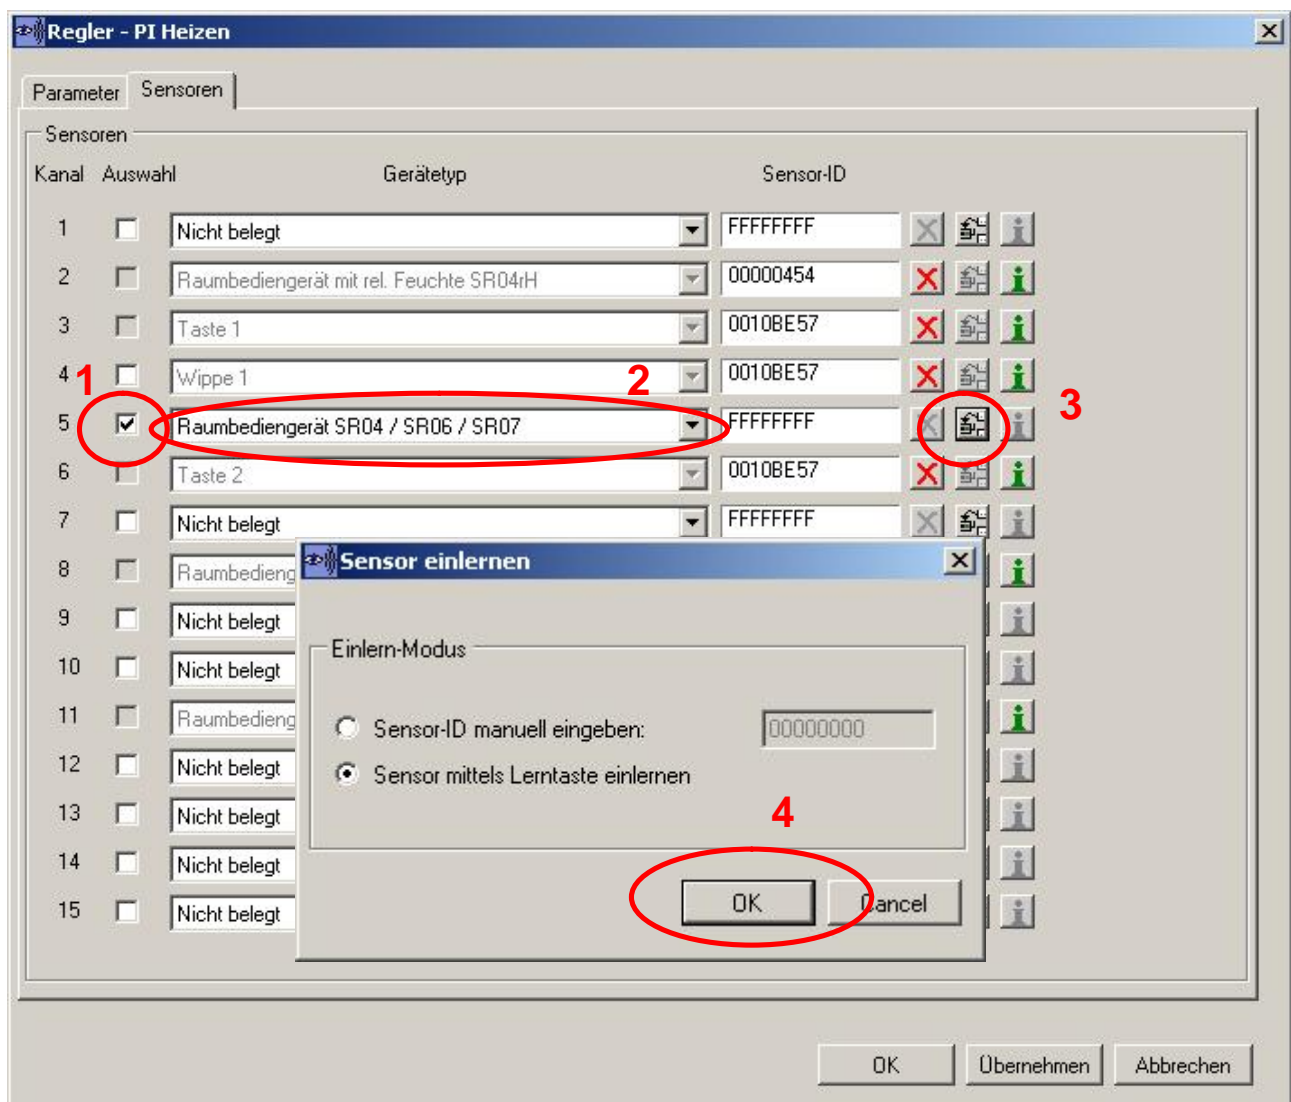 Regler - PI Heizen
Parameter Sensoren
Sensoren
Kanal Auswahl Gerätetyp Sensor-ID
1 Nicht belegt FFFFFFFF
2 Raumbediengerät mit rel. Feuchte SR04rH 00000454
3 Taste 1 0010BE57
4 Wippe 1 0010BE57
1 2
5 Raumbediengerät SR04 / SR06 / SR07 FFFFFFFF
3
6 Taste 2 0010BE57
7 Nicht belegt FFFFFFFF
8 Raumbedieng
9 Nicht belegt
10 Nicht belegt
11 Raumbedieng
12 Nicht belegt
13 Nicht belegt
14 Nicht belegt
15 Nicht belegt
Sensor einlernen
Einlern-Modus
Sensor-ID manuell eingeben: 00000000
Sensor mittels Lerntaste einlernen
4
OK Cancel
OK Übernehmen Abbrechen